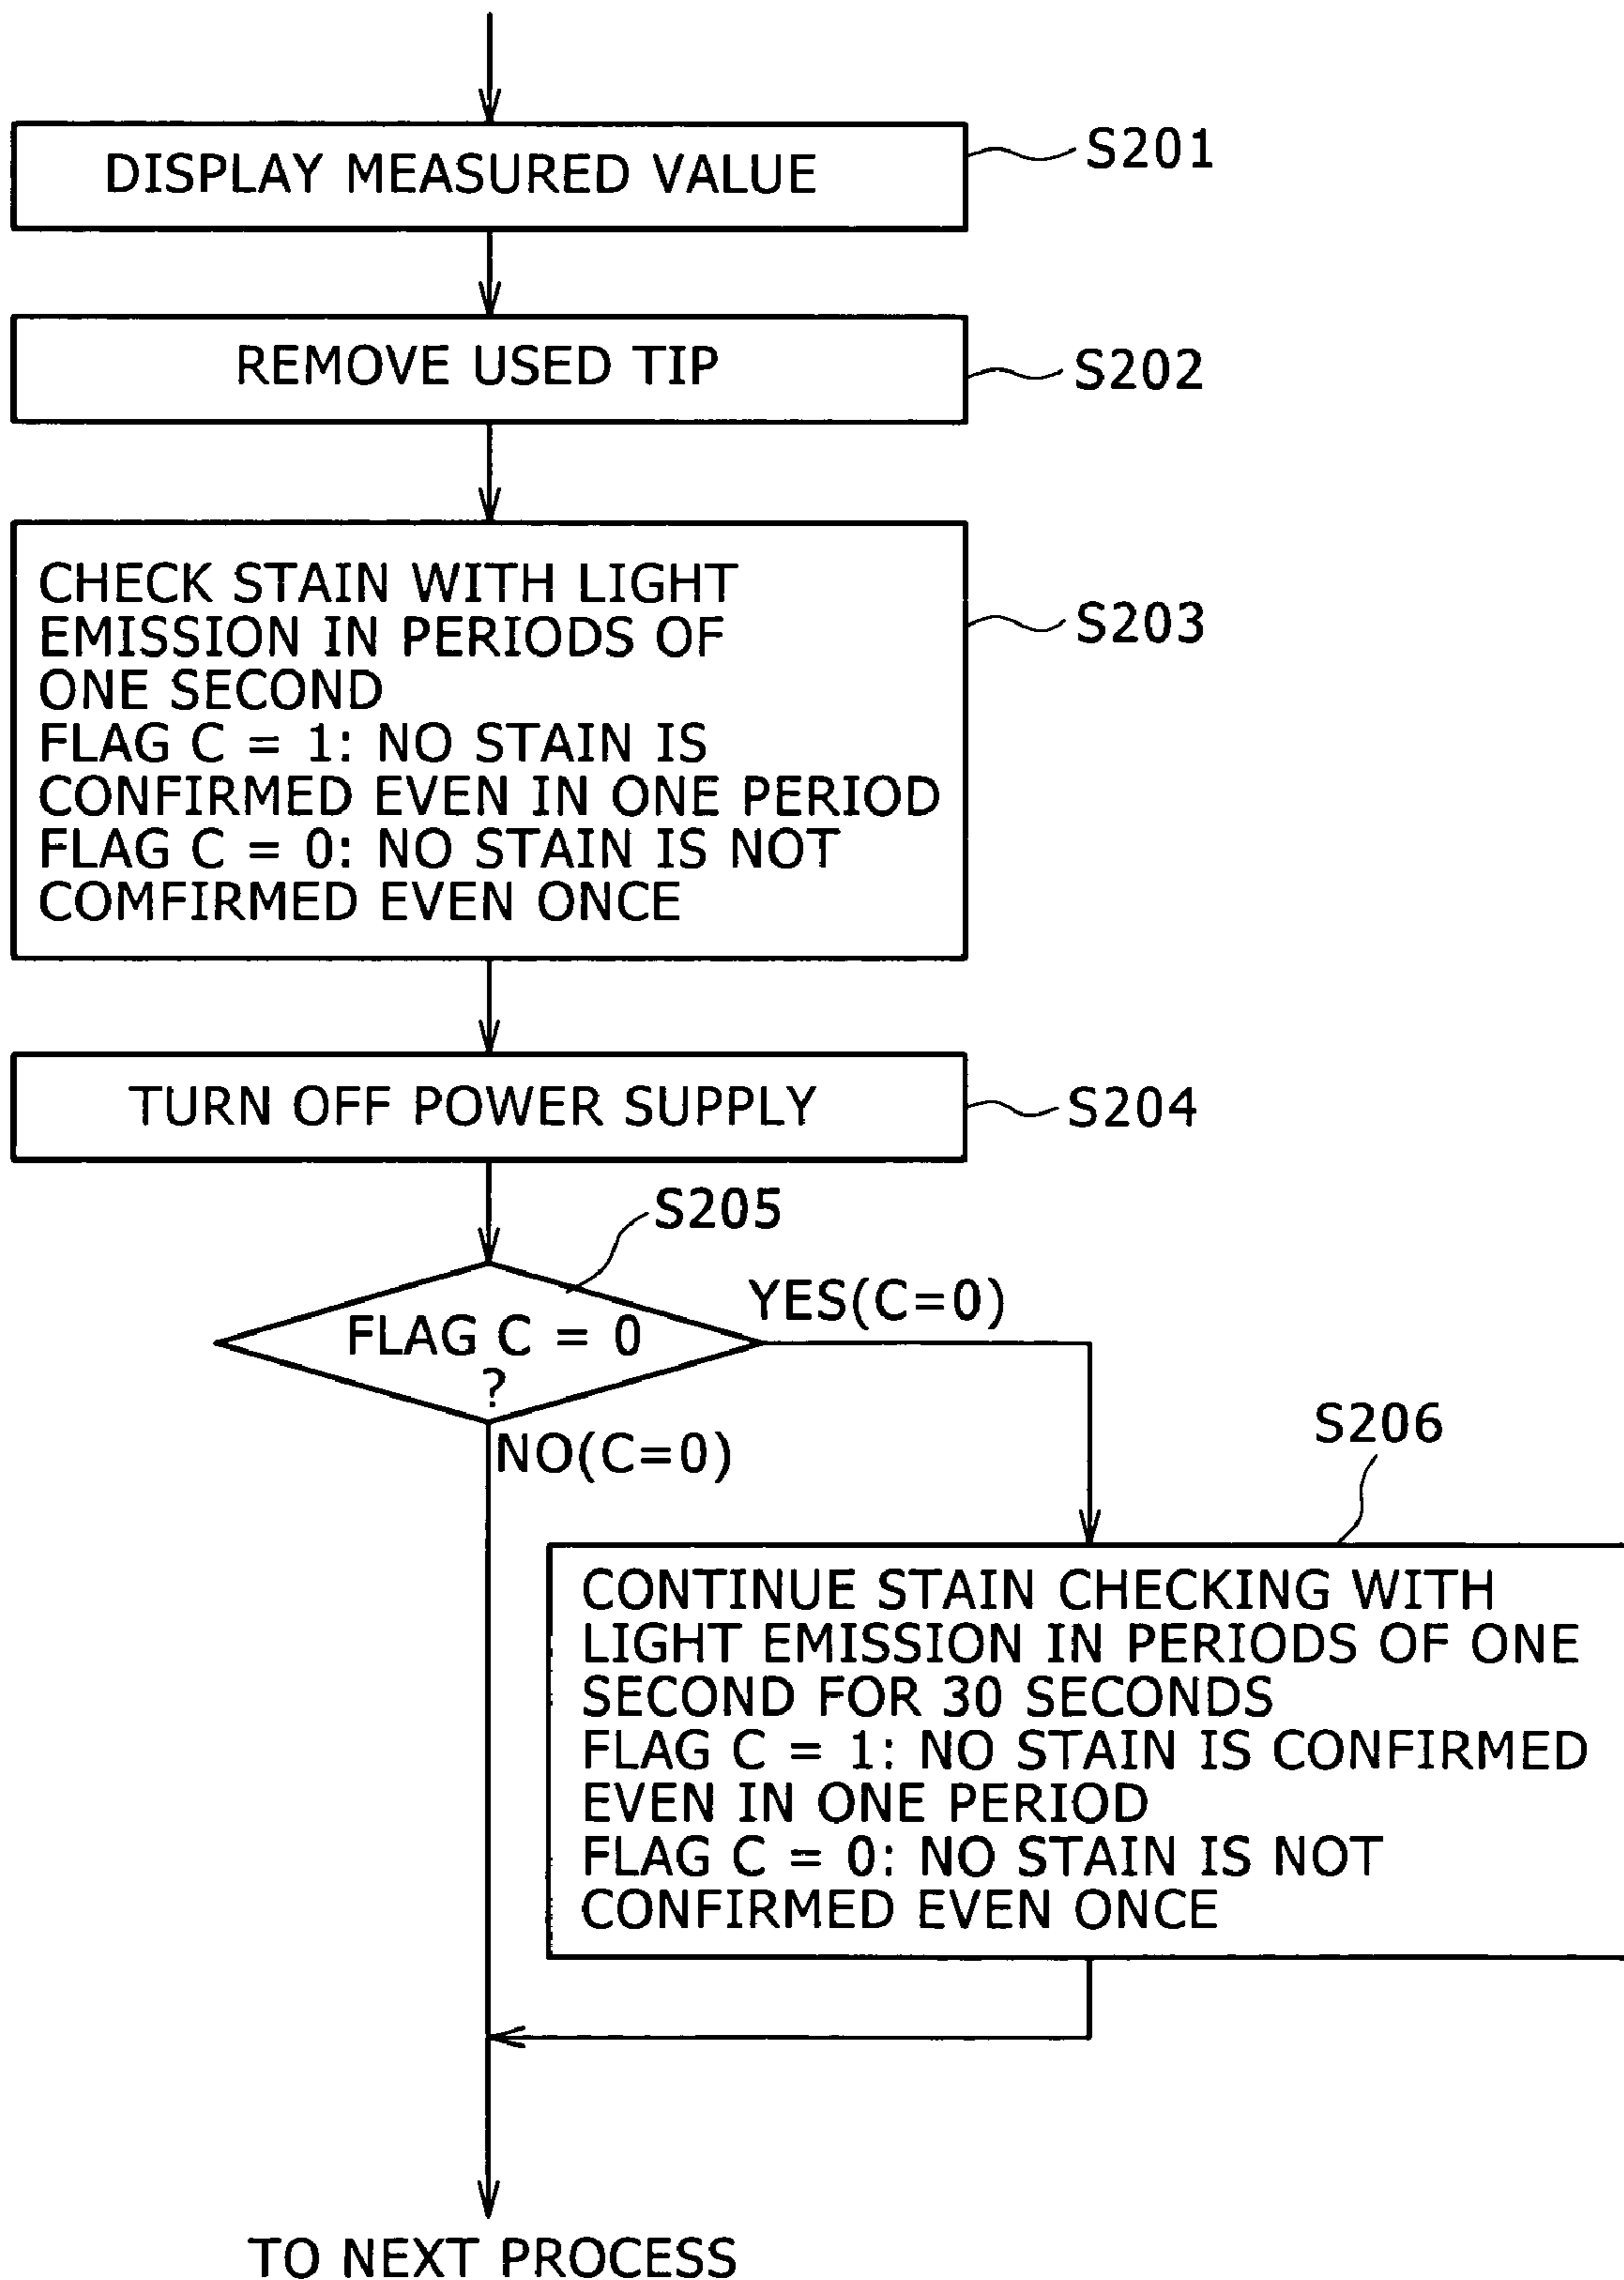 DISPLAY MEASURED VALUE
S201
REMOVE USED TIP
S202
CHECK STAIN WITH LIGHT
EMISSION IN PERIODS OF
ONE SECOND
FLAG C = 1: NO STAIN IS
CONFIRMED EVEN IN ONE PERIOD
FLAG C = 0: NO STAIN IS NOT
COMFIRMED EVEN ONCE
S203
TURN OFF POWER SUPPLY
S204
S205
FLAG C = 0
?
YES(C=0)
NO(C=0)
S206
CONTINUE STAIN CHECKING WITH
LIGHT EMISSION IN PERIODS OF ONE
SECOND FOR 30 SECONDS
FLAG C = 1: NO STAIN IS CONFIRMED
EVEN IN ONE PERIOD
FLAG C = 0: NO STAIN IS NOT
CONFIRMED EVEN ONCE
TO NEXT PROCESS